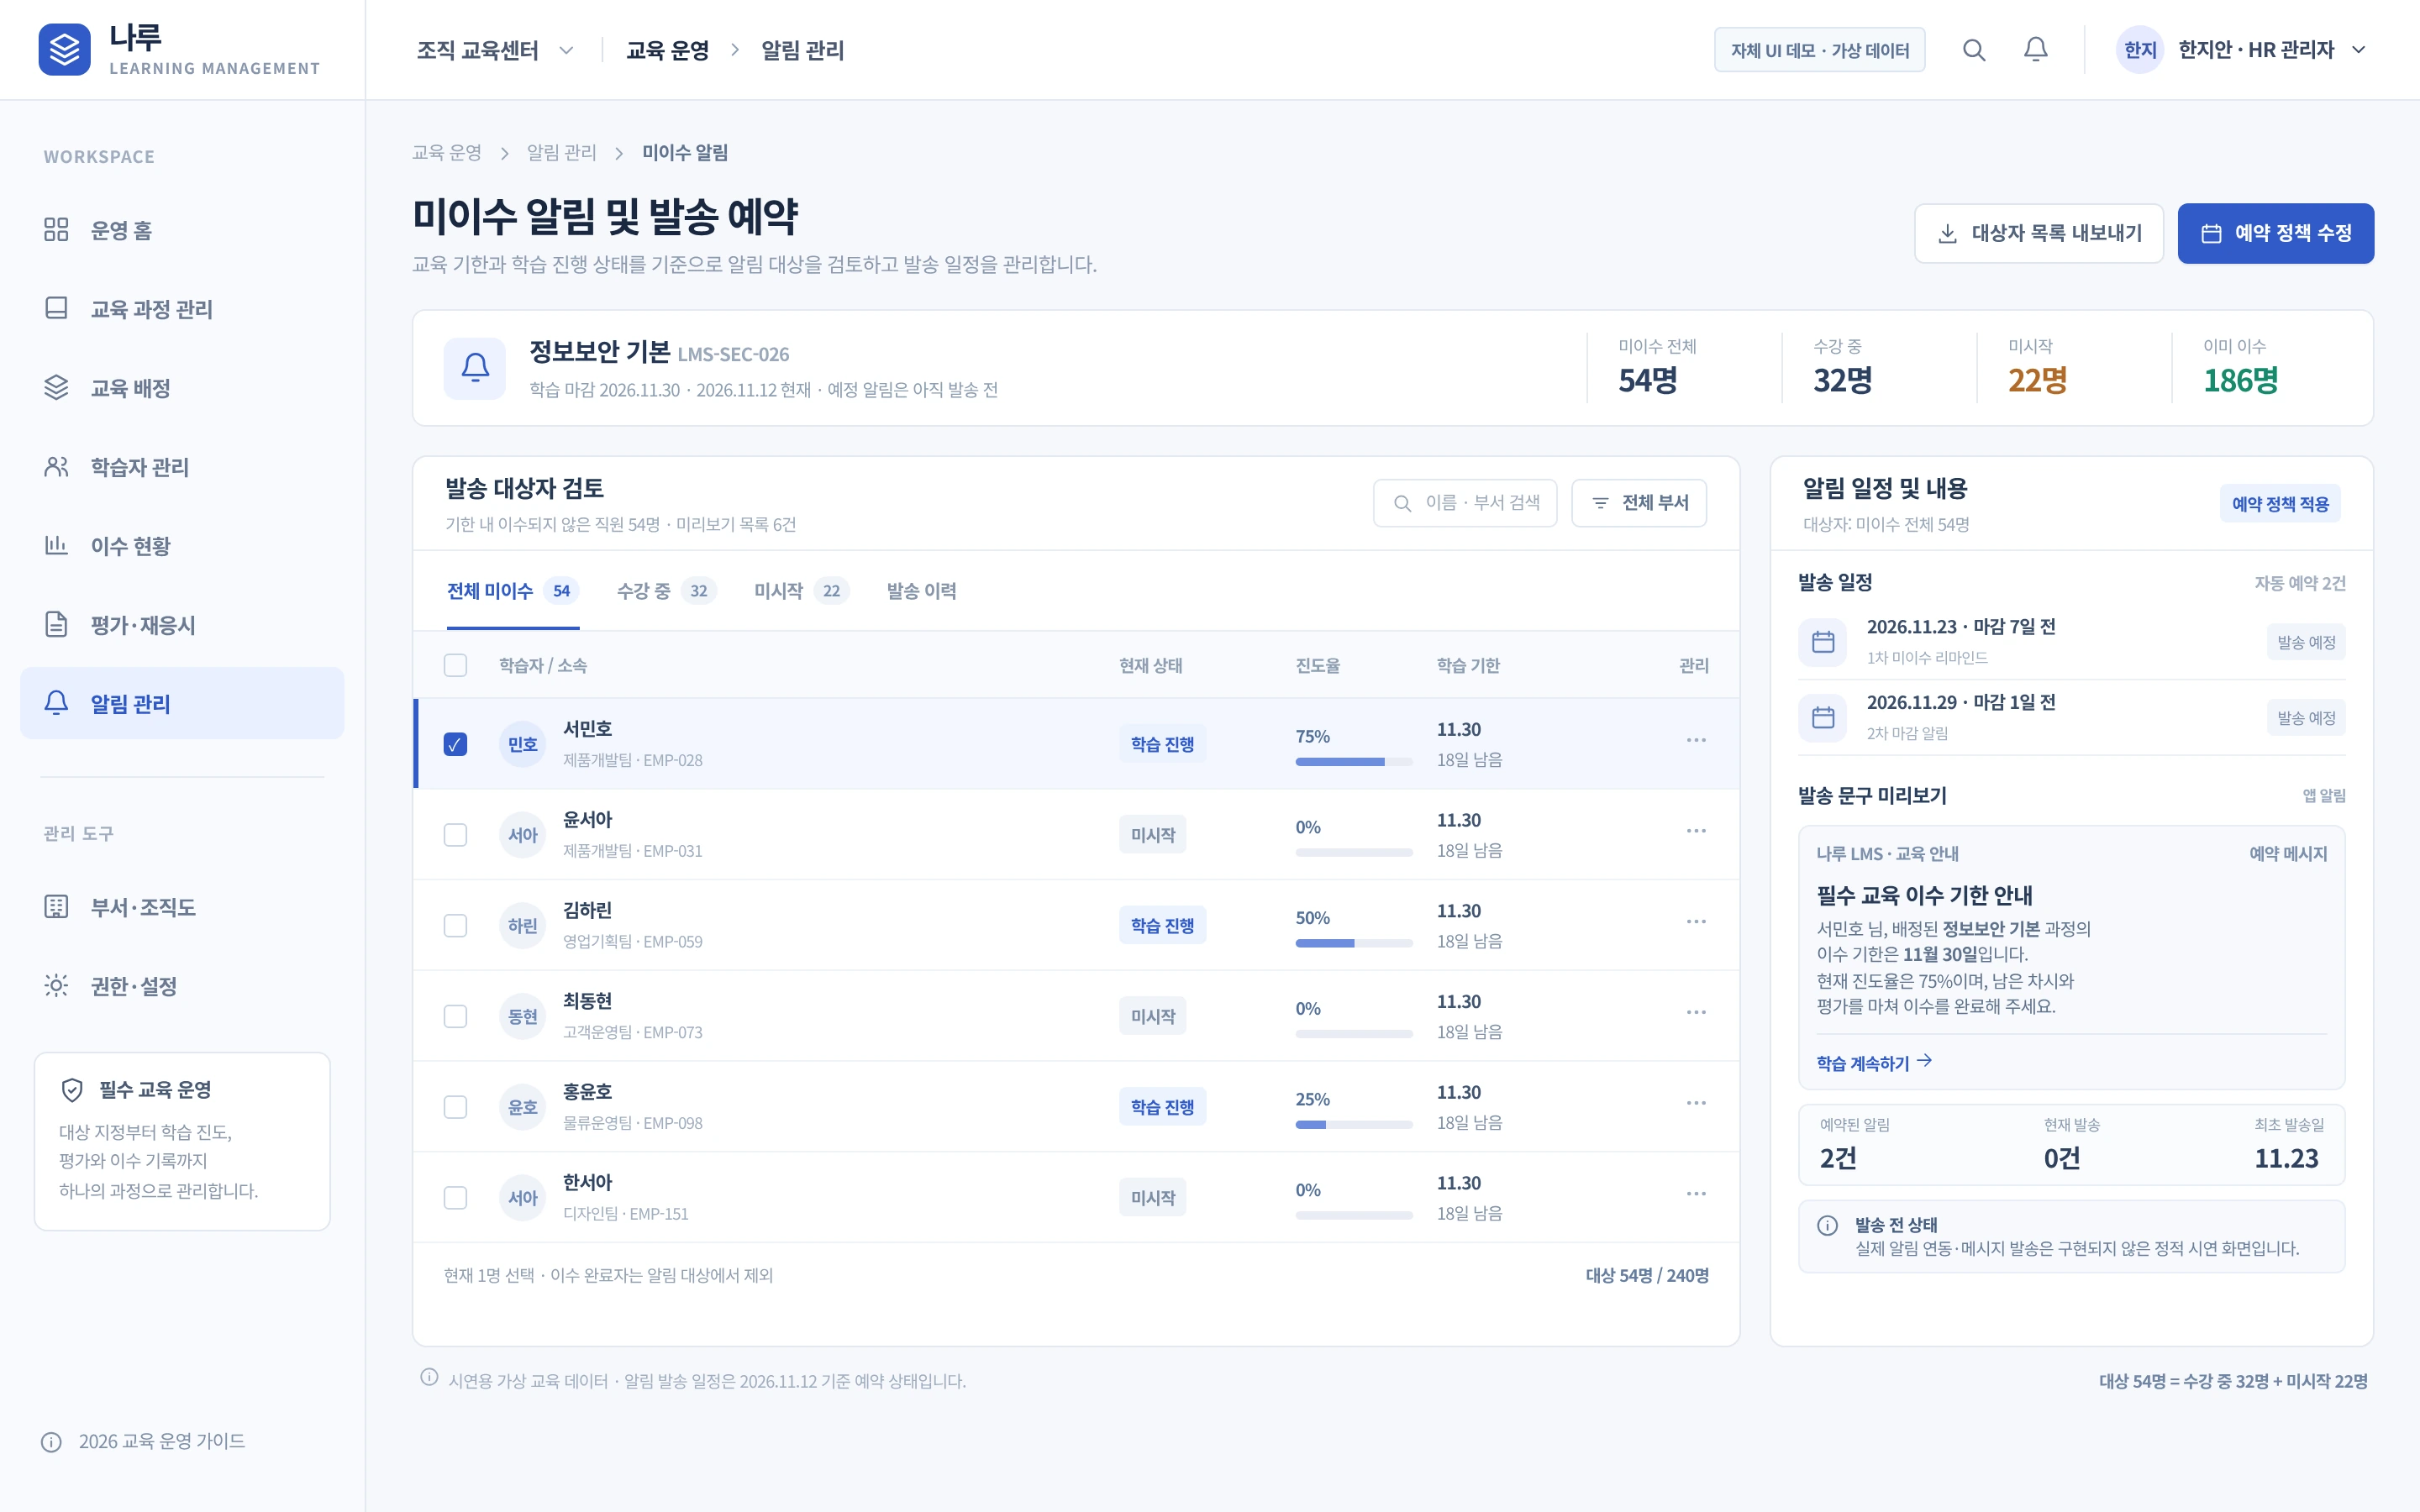 나루
LEARNING MANAGEMENT
조직 교육센터
교육 운영 > 알림 관리
자체 UI 데모 · 가상 데이터
한지
한지안 · HR 관리자
WORKSPACE
운영 홈
교육 과정 관리
교육 배정
학습자 관리
이수 현황
평가·재응시
알림 관리
관리 도구
부서·조직도
권한·설정
필수 교육 운영
대상 지정부터 학습 진도,
평가와 이수 기록까지
하나의 과정으로 관리합니다.
2026 교육 운영 가이드
교육 운영 > 알림 관리 > 미이수 알림
미이수 알림 및 발송 예약
교육 기한과 학습 진행 상태를 기준으로 알림 대상을 검토하고 발송 일정을 관리합니다.
대상자 목록 내보내기
예약 정책 수정
정보보안 기본 LMS-SEC-026
학습 마감 2026.11.30 · 2026.11.12 현재 · 예정 알림은 아직 발송 전
미이수 전체
54명
수강 중
32명
미시작
22명
이미 이수
186명
발송 대상자 검토
기한 내 이수되지 않은 직원 54명 · 미리보기 목록 6건
이름 · 부서 검색
전체 부서
전체 미이수 54
수강 중 32
미시작 22
발송 이력
학습자 / 소속 현재 상태 진도율 학습 기한 관리
민호 서민호 학습 진행 75% 11.30
제품개발팀 · EMP-028 18일 남음
서아 윤서아 미시작 0% 11.30
제품개발팀 · EMP-031 18일 남음
하린 김하린 학습 진행 50% 11.30
영업기획팀 · EMP-059 18일 남음
동현 최동현 미시작 0% 11.30
고객운영팀 · EMP-073 18일 남음
윤호 홍윤호 학습 진행 25% 11.30
물류운영팀 · EMP-098 18일 남음
서아 한서아 미시작 0% 11.30
디자인팀 · EMP-151 18일 남음
현재 1명 선택 · 이수 완료자는 알림 대상에서 제외
대상 54명 / 240명
알림 일정 및 내용
대상자: 미이수 전체 54명
예약 정책 적용
발송 일정
자동 예약 2건
2026.11.23 · 마감 7일 전
1차 미이수 리마인드
발송 예정
2026.11.29 · 마감 1일 전
2차 마감 알림
발송 예정
발송 문구 미리보기
앱 알림
나루 LMS · 교육 안내
예약 메시지
필수 교육 이수 기한 안내
서민호 님, 배정된 정보보안 기본 과정의
이수 기한은 11월 30일입니다.
현재 진도율은 75%이며, 남은 차시와
평가를 마쳐 이수를 완료해 주세요.
학습 계속하기 →
예약된 알림
2건
현재 발송
0건
최초 발송일
11.23
발송 전 상태
실제 알림 연동·메시지 발송은 구현되지 않은 정적 시연 화면입니다.
시연용 가상 교육 데이터 · 알림 발송 일정은 2026.11.12 기준 예약 상태입니다.
대상 54명 = 수강 중 32명 + 미시작 22명